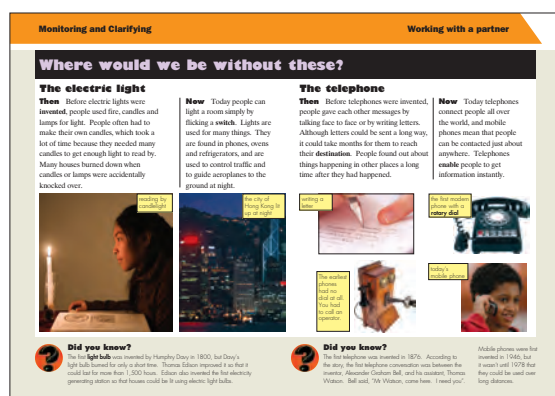 Monitoring and Clarifying
Working with a partner
Where would we be without these?
The electric light
Then Before electric lights were
invented, people used fire, candles and
lamps for light. People often had to
make their own candles, which took a
lot of time because they needed many
candles to get enough light to read by.
Many houses burned down when
candles or lamps were accidentally
knocked over.
Now Today people can
light a room simply by
flicking a switch. Lights are
used for many things. They
are found in phones, ovens
and refrigerators, and are
used to control traffic and
to guide aeroplanes to the
ground at night.
reading by
candlelight
the city of
Hong Kong lit
up at night
Did you know?
The first light bulb was invented by Humphry Davy in 1800, but Davy's
light bulb burned for only a short time. Thomas Edison improved it so that it
could last for more than 1,500 hours. Edison also invented the first electricity
generating station so that houses could be lit using electric light bulbs.
The telephone
Then Before telephones were invented,
people gave each other messages by
talking face to face or by writing letters.
Although letters could be sent a long way,
it could take months for them to reach
their destination. People found out about
things happening in other places a long
time after they had happened.
Now Today telephones
connect people all over
the world, and mobile
phones mean that people
can be contacted just about
anywhere. Telephones
enable people to get
information instantly.
writing a
letter
the first modern
phone with a
rotary dial
The earliest
phones
had no
dial at all.
You had
to call an
operator.
today's
mobile phone
Did you know?
The first telephone was invented in 1876. According to
the story, the first telephone conversation was between the
inventor, Alexander Graham Bell, and his assistant, Thomas
Watson. Bell said, "Mr Watson, come here. I need you".
Mobile phones were first
invented in 1946, but
it wasn't until 1978 that
they could be used over
long distances.